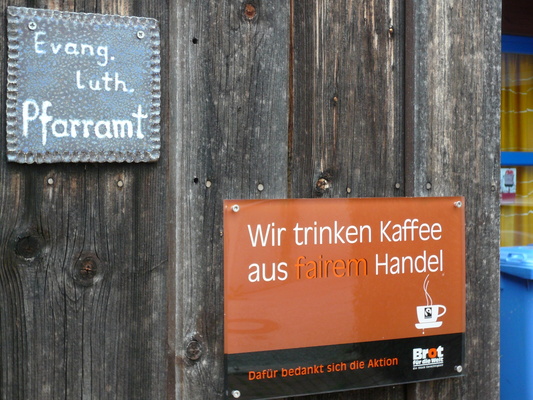 Evang.
Luth.
Pfarramt
Wir trinken Kaffee
aus fairem Handel
Dafür bedankt sich die Aktion
Brot
für die Welt